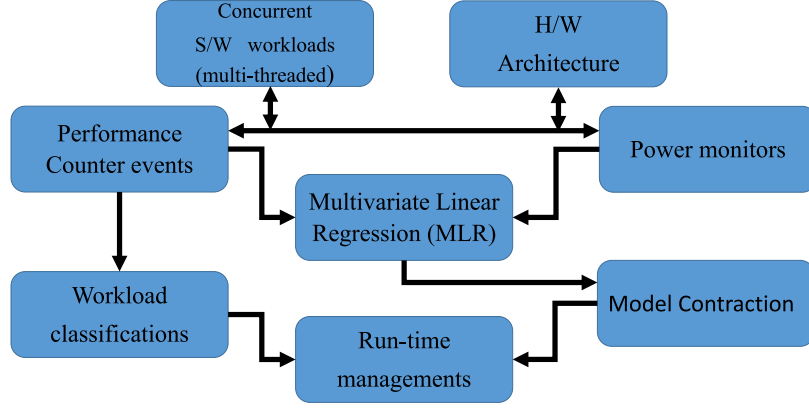 Concurrent
S/W workloads
(multi-threaded)
H/W
Architecture
Performance
Counter events
Power monitors
Multivariate Linear
Regression (MLR)
Workload
classifications
Model Contraction
Run-time
managements